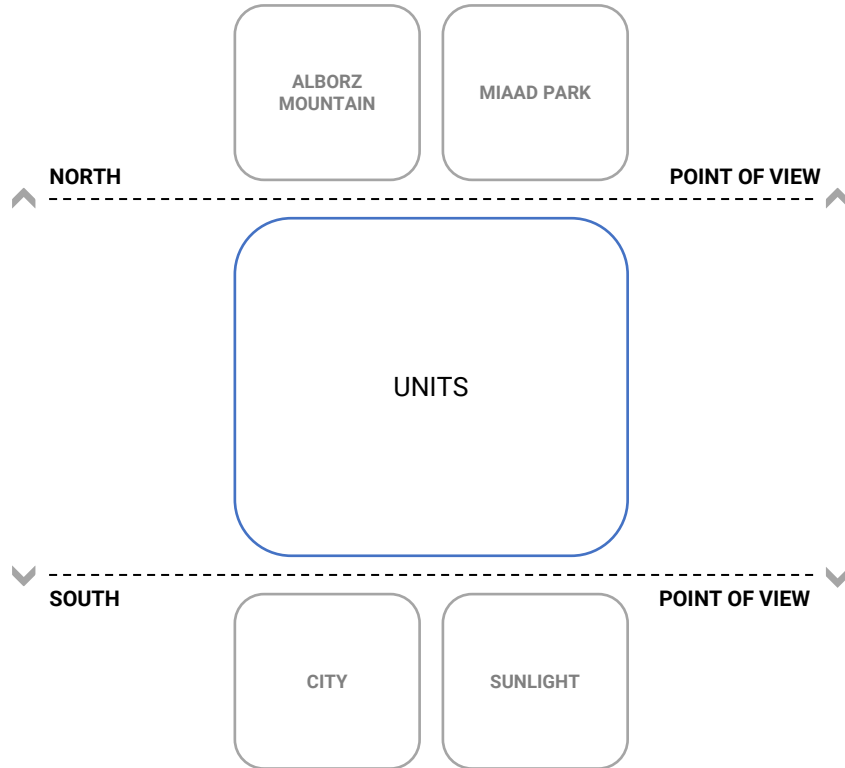 ALBORZ
MOUNTAIN
MIAAD PARK
NORTH
POINT OF VIEW
UNITS
SOUTH
POINT OF VIEW
CITY
SUNLIGHT